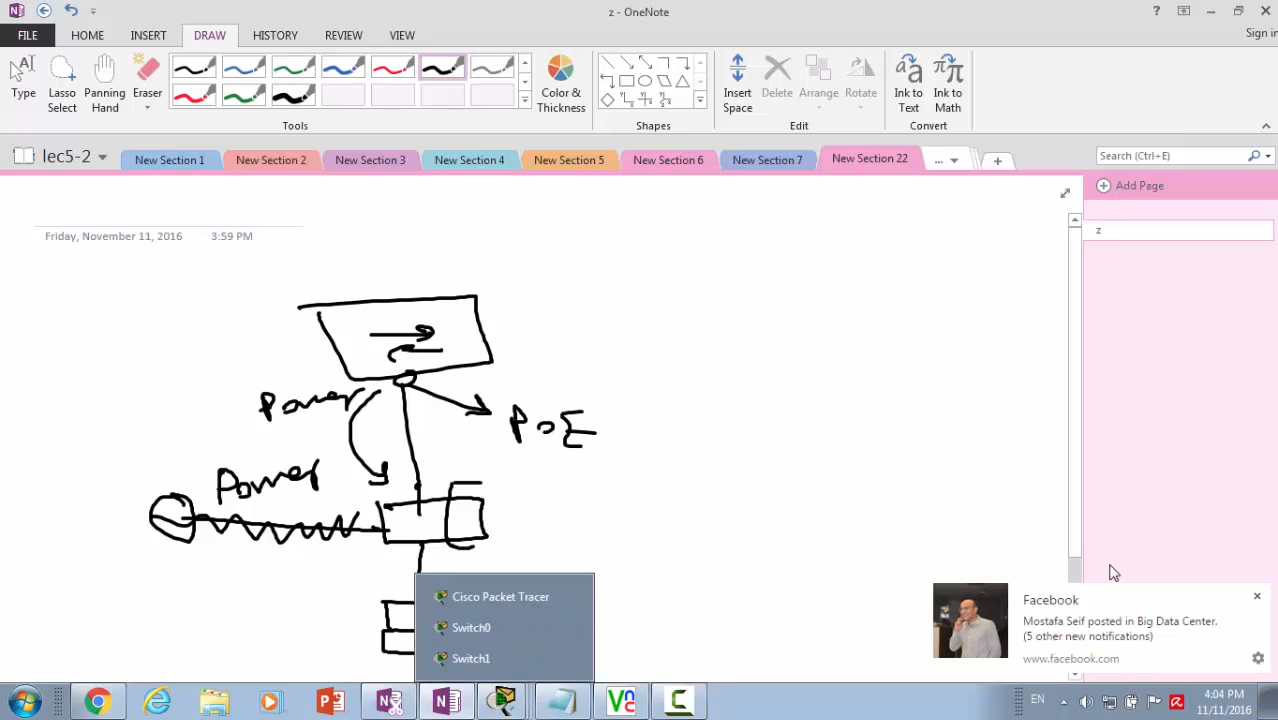 z - OneNote
?
Sign in
FILE HOME INSERT DRAW HISTORY REVIEW VIEW
Type
Lasso Select
Panning Hand
Eraser
Color & Thickness
Insert Space
Delete
Arrange
Rotate
Ink to Text
Ink to Math
Tools
Shapes
Edit
Convert
lec5-2
New Section 1
New Section 2
New Section 3
New Section 4
New Section 5
New Section 6
New Section 7
New Section 22
...
Search (Ctrl+E)
Add Page
z
Friday, November 11, 2016 3:59 PM
Power
PoE
Power
Cisco Packet Tracer
Switch0
Switch1
Facebook
Mostafa Seif posted in Big Data Center.
(5 other new notifications)
www.facebook.com
EN
4:04 PM
11/11/2016